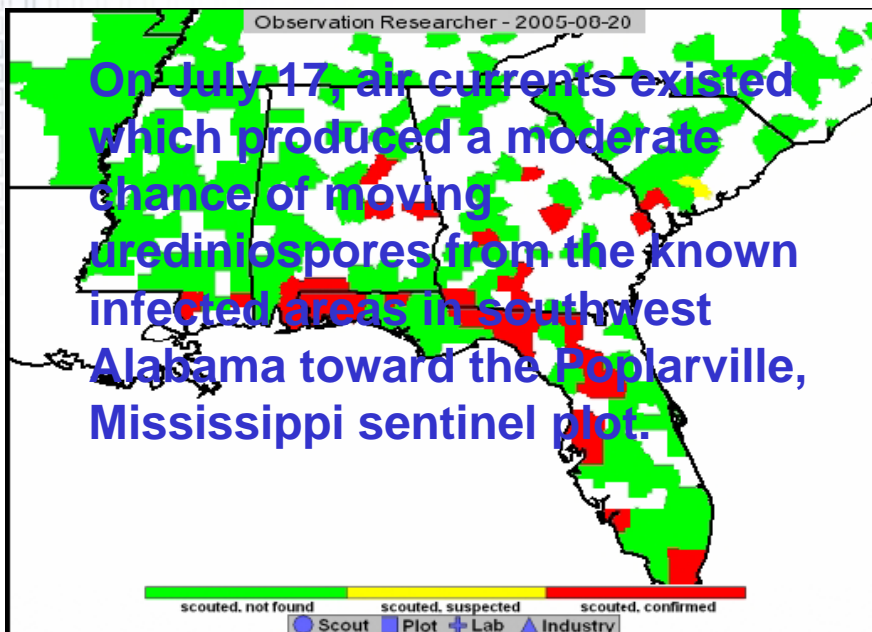 Observation Researcher - 2005-08-20
On July 17, air currents existed
which produced a moderate
chance of moving
urediniospores from the known
infected areas in southwest
Alabama toward the Poplarville,
Mississippi sentinel plot.
scouted, not found scouted, suspected scouted, confirmed
Scout Plot Lab Industry